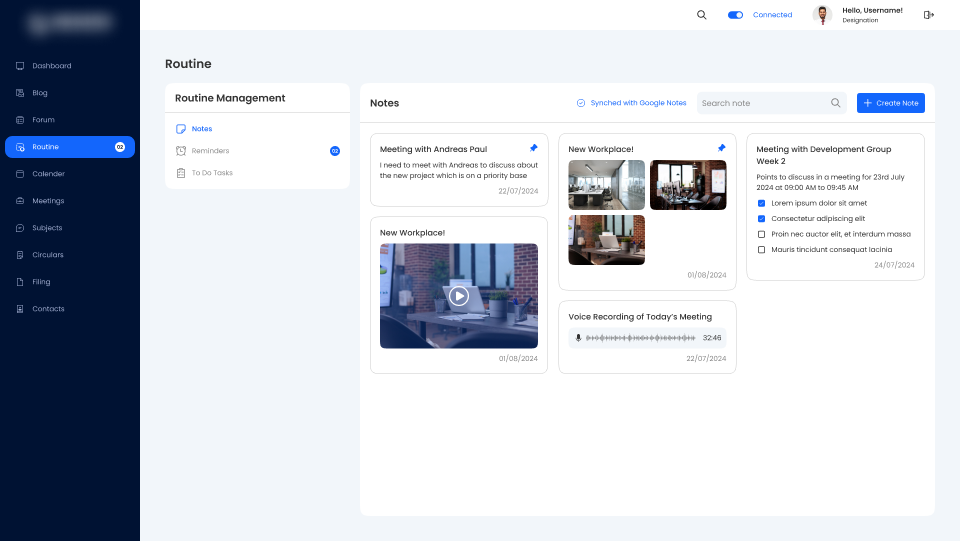 Connected
Hello, Username!
Designation
Dashboard
Blog
Forum
Routine
02
Calender
Meetings
Subjects
Circulars
Filing
Contacts
Routine
Routine Management
Notes
Reminders
02
To Do Tasks
Notes
Synched with Google Notes
Search note
Create Note
Meeting with Andreas Paul
I need to meet with Andreas to discuss about
the new project which is on a priority base
22/07/2024
New Workplace!
01/08/2024
New Workplace!
01/08/2024
Voice Recording of Today's Meeting
32:46
22/07/2024
Meeting with Development Group
Week 2
Points to discuss in a meeting for 23rd July
2024 at 09:00 AM to 09:45 AM
Lorem ipsum dolor sit amet
Consectetur adipiscing elit
Proin nec auctor elit, et interdum massa
Mauris tincidunt consequat lacinia
24/07/2024